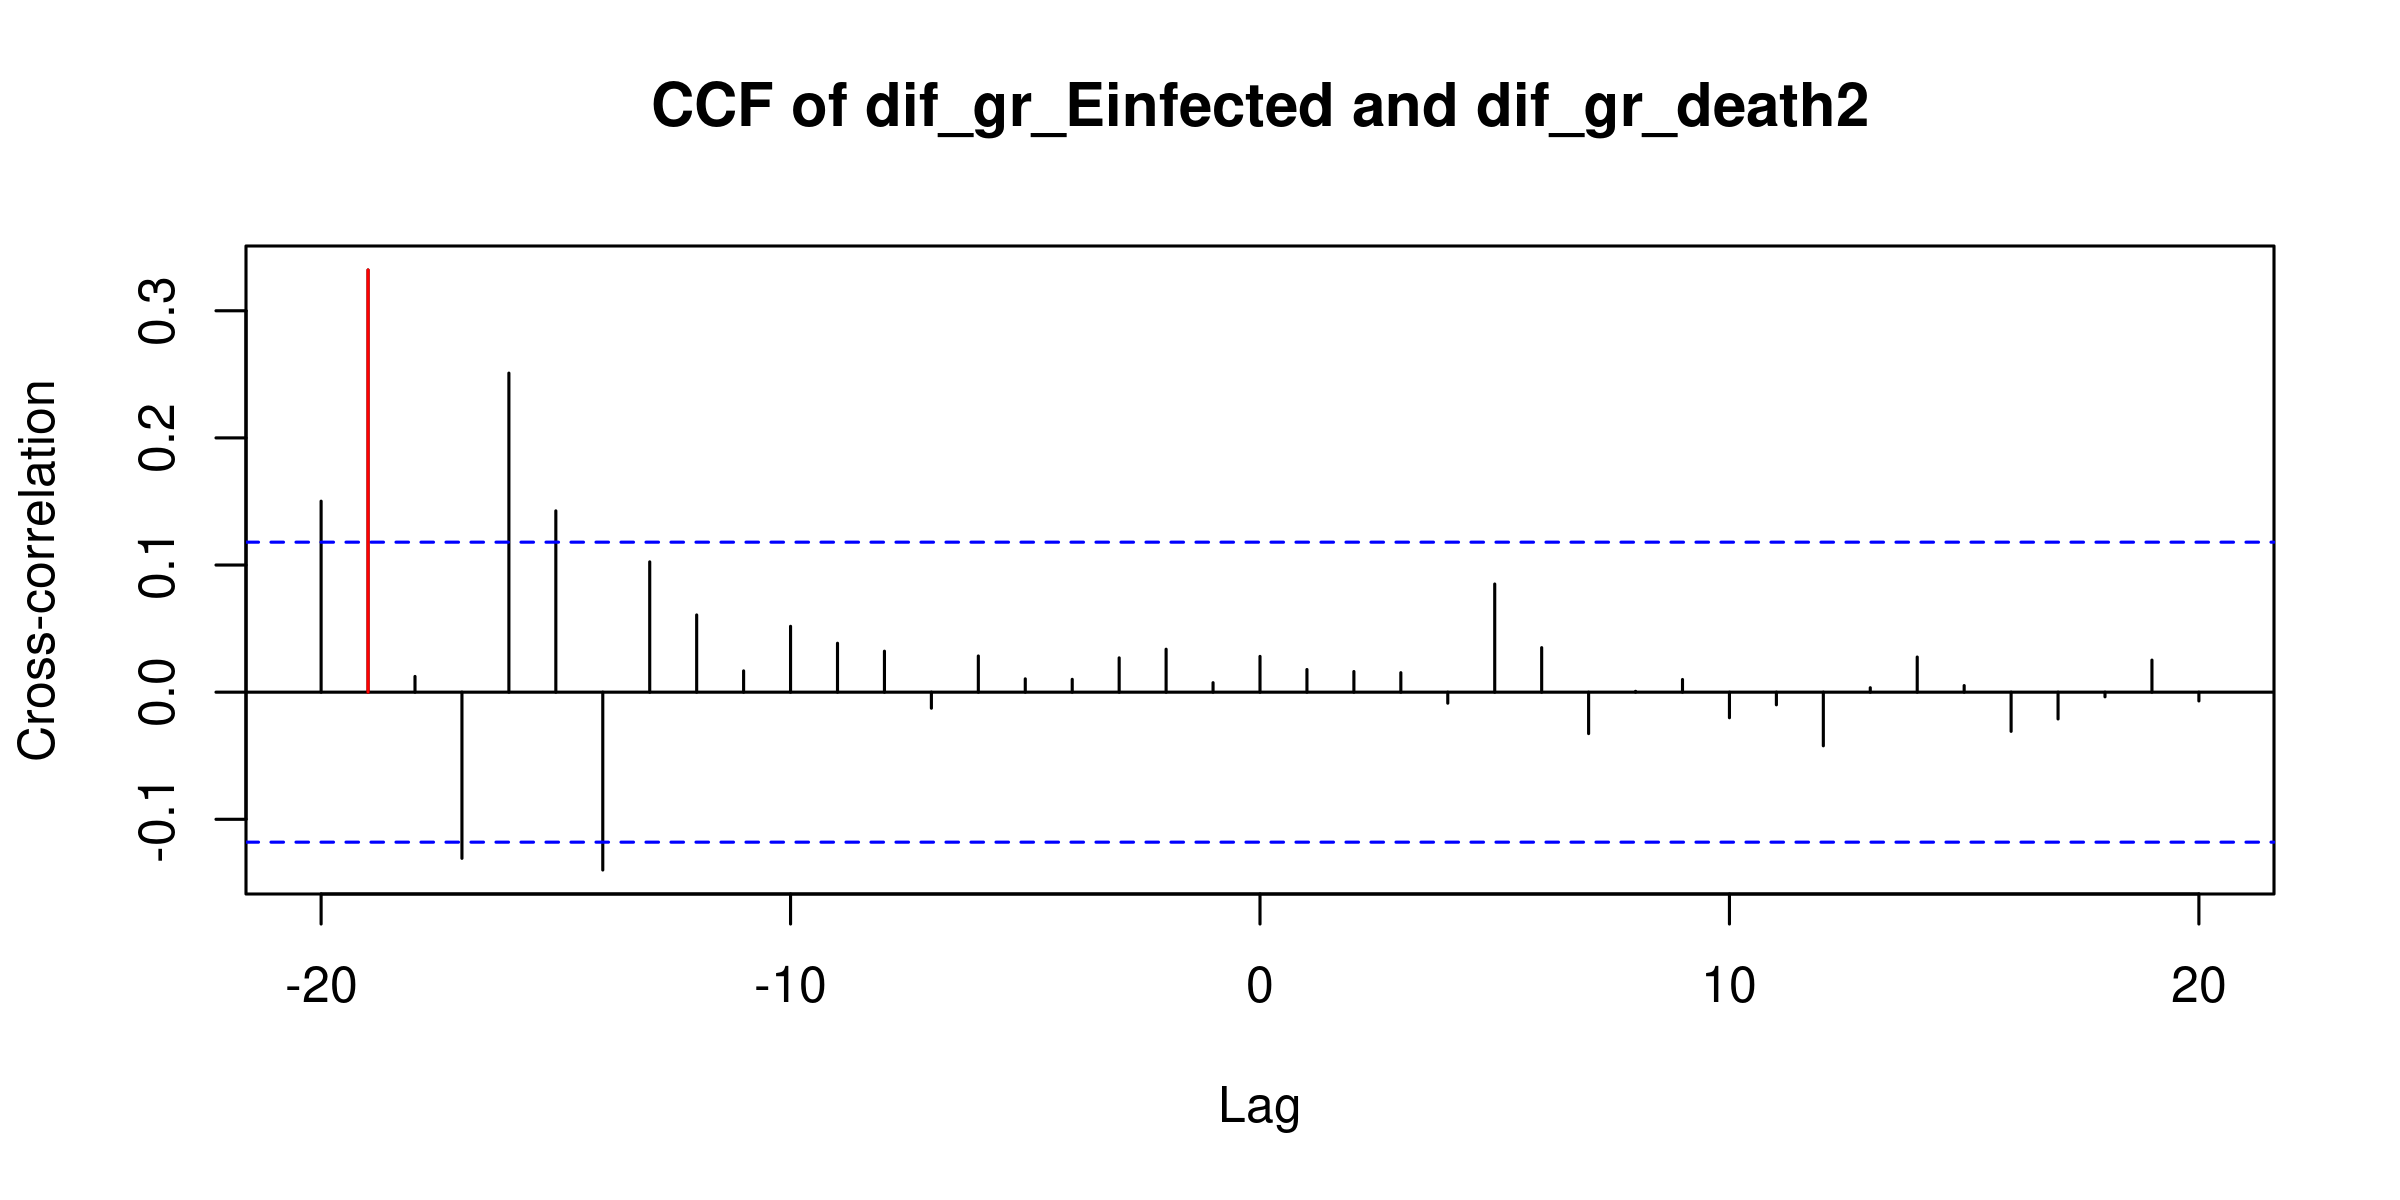 CCF of dif_gr_Einfected and dif_gr_death2
Cross-correlation
0.3
0.2
0.1
0.0
-0.1
-20 -10 0 10 20
Lag